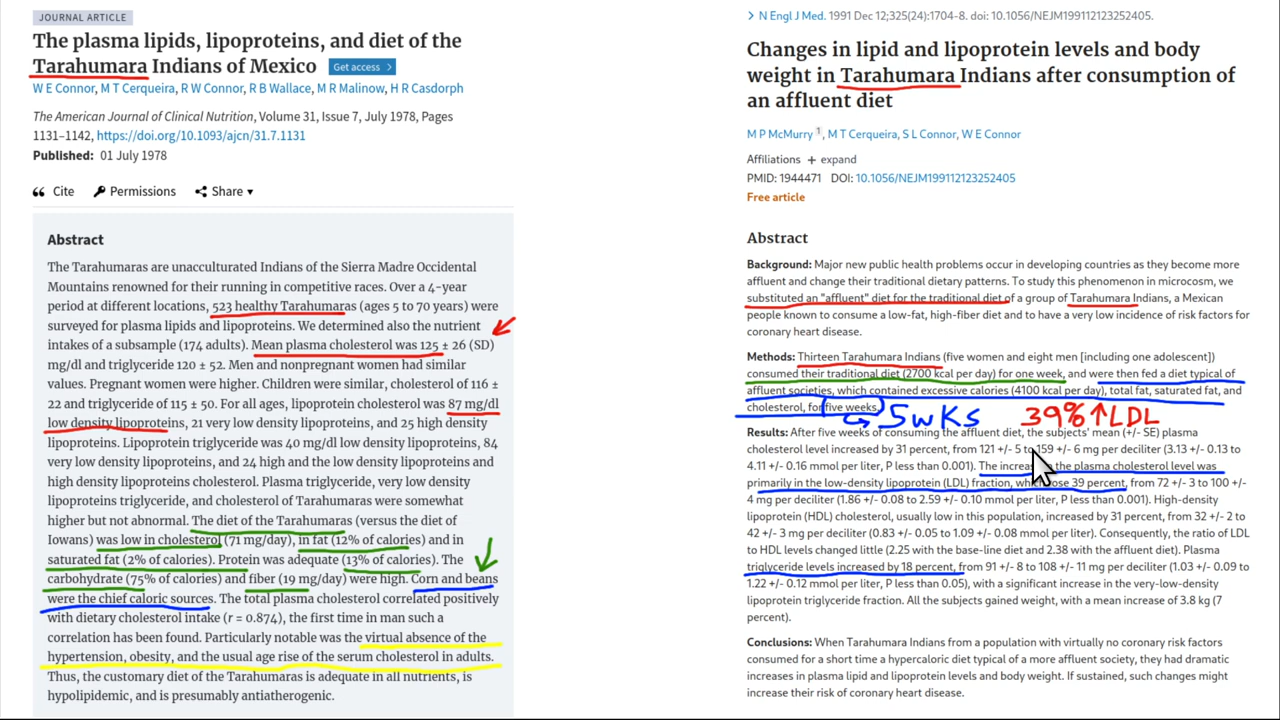 JOURNAL ARTICLE
The plasma lipids, lipoproteins, and diet of the
Tarahumara Indians of Mexico Get access >
W E Connor, M T Cerqueira, R W Connor, R B Wallace, M R Malinow, H R Casdorph
The American Journal of Clinical Nutrition, Volume 31, Issue 7, July 1978, Pages
1131–1142, https://doi.org/10.1093/ajcn/31.7.1131
Published: 01 July 1978
Cite Permissions Share
Abstract
The Tarahumaras are unacculturated Indians of the Sierra Madre Occidental
Mountains renowned for their running in competitive races. Over a 4-year
period at different locations, 523 healthy Tarahumaras (ages 5 to 70 years) were
surveyed for plasma lipids and lipoproteins. We determined also the nutrient
intakes of a subsample (174 adults). Mean plasma cholesterol was 125 ± 26 (SD)
mg/dl and triglyceride 120 ± 52. Men and nonpregnant women had similar
values. Pregnant women were higher. Children were similar, cholesterol of 116 ±
22 and triglyceride of 115 ± 50. For all ages, lipoprotein cholesterol was 87 mg/dl
low density lipoproteins, 21 very low density lipoproteins, and 25 high density
lipoproteins. Lipoprotein triglyceride was 40 mg/dl low density lipoproteins, 84
very low density lipoproteins, and 24 high and the low density lipoproteins and
high density lipoproteins cholesterol. Plasma triglyceride, very low density
lipoproteins triglyceride, and cholesterol of Tarahumaras were somewhat
higher but not abnormal. The diet of the Tarahumaras (versus the diet of
Iowans) was low in cholesterol (71 mg/day), in fat (12% of calories) and in
saturated fat (2% of calories). Protein was adequate (13% of calories). The
carbohydrate (75% of calories) and fiber (19 mg/day) were high. Corn and beans
were the chief caloric sources. The total plasma cholesterol correlated positively
with dietary cholesterol intake (r = 0.874), the first time in man such a
correlation has been found. Particularly notable was the virtual absence of the
hypertension, obesity, and the usual age rise of the serum cholesterol in adults.
Thus, the customary diet of the Tarahumaras is adequate in all nutrients, is
hypolipidemic, and is presumably antiatherogenic.
> N Engl J Med. 1991 Dec 12;325(24):1704-8. doi: 10.1056/NEJM199112123252405.
Changes in lipid and lipoprotein levels and body
weight in Tarahumara Indians after consumption of
an affluent diet
M P McMurry 1, M T Cerqueira, S L Connor, W E Connor
Affiliations + expand
PMID: 1944471 DOI: 10.1056/NEJM199112123252405
Free article
Abstract
Background: Major new public health problems occur in developing countries as they become more
affluent and change their traditional dietary patterns. To study this phenomenon in microcosm, we
substituted an "affluent" diet for the traditional diet of a group of Tarahumara Indians, a Mexican
people known to consume a low-fat, high-fiber diet and to have a very low incidence of risk factors for
coronary heart disease.
Methods: Thirteen Tarahumara Indians (five women and eight men [including one adolescent])
consumed their traditional diet (2700 kcal per day) for one week, and were then fed a diet typical of
affluent societies, which contained excessive calories (4100 kcal per day), total fat, saturated fat, and
cholesterol, for five weeks.
5 WKS 39% ↑ LDL
Results: After five weeks of consuming the affluent diet, the subjects' mean (+/- SE) plasma
cholesterol level increased by 31 percent, from 121 +/- 5 to 159 +/- 6 mg per deciliter (3.13 +/- 0.13 to
4.11 +/- 0.16 mmol per liter, P less than 0.001). The increase the plasma cholesterol level was
primarily in the low-density lipoprotein (LDL) fraction, which rose 39 percent, from 72 +/- 3 to 100 +/-
4 mg per deciliter (1.86 +/- 0.08 to 2.59 +/- 0.10 mmol per liter, P less than 0.001). High-density
lipoprotein (HDL) cholesterol, usually low in this population, increased by 31 percent, from 32 +/- 2 to
42 +/- 3 mg per deciliter (0.83 +/- 0.05 to 1.09 +/- 0.08 mmol per liter). Consequently, the ratio of LDL
to HDL levels changed little (2.25 with the base-line diet and 2.38 with the affluent diet). Plasma
triglyceride levels increased by 18 percent, from 91 +/- 8 to 108 +/- 11 mg per deciliter (1.03 +/- 0.09 to
1.22 +/- 0.12 mmol per liter, P less than 0.05), with a significant increase in the very-low-density
lipoprotein triglyceride fraction. All the subjects gained weight, with a mean increase of 3.8 kg (7
percent).
Conclusions: When Tarahumara Indians from a population with virtually no coronary risk factors
consumed for a short time a hypercaloric diet typical of a more affluent society, they had dramatic
increases in plasma lipid and lipoprotein levels and body weight. If sustained, such changes might
increase their risk of coronary heart disease.